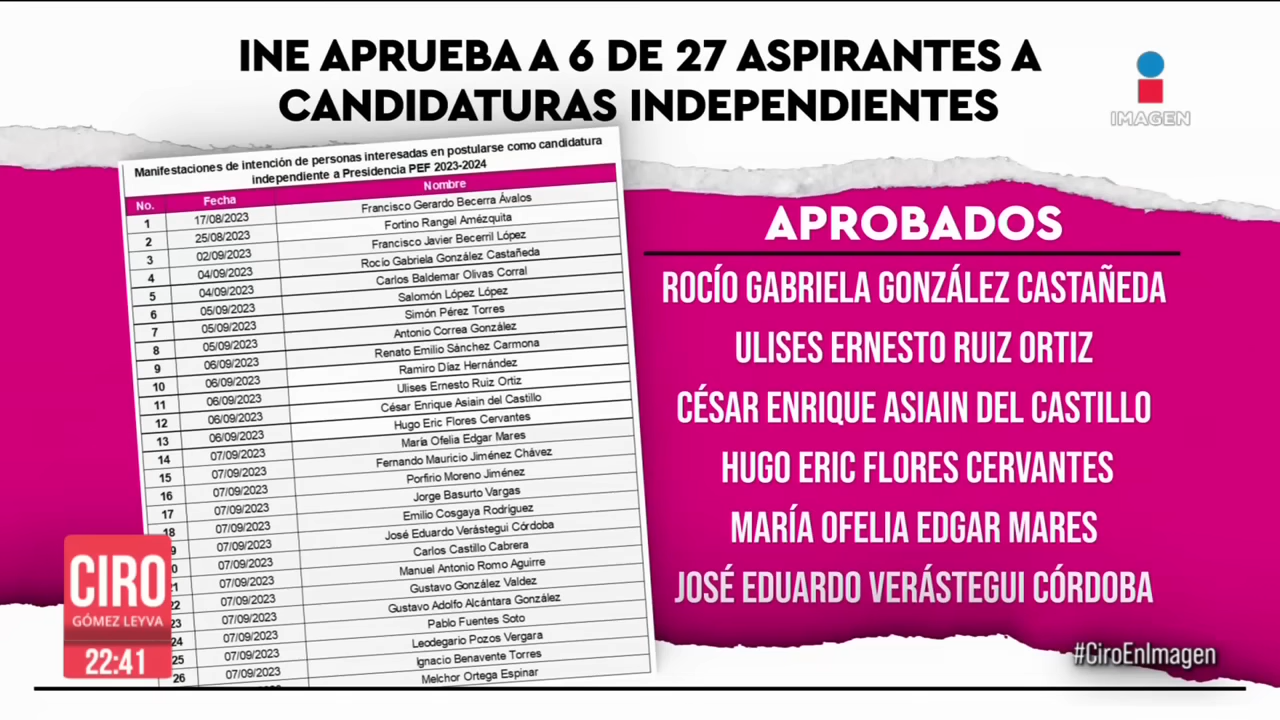 INE APRUEBA A 6 DE 27 ASPIRANTES A
CANDIDATURAS INDEPENDIENTES
IMAGEN
Manifestaciones de intención de personas interesadas en postularse como candidatura
independiente a Presidencia PEF 2023-2024
No. Fecha Nombre
1 17/08/2023 Francisco Gerardo Becerra Ávalos
2 25/08/2023 Fortino Rangel Amézquita
3 02/09/2023 Francisco Javier Becerril López
4 04/09/2023 Rocío Gabriela González Castañeda
5 04/09/2023 Carlos Baldemar Olivas Corral
6 05/09/2023 Salomón López López
7 05/09/2023 Simón Pérez Torres
8 05/09/2023 Antonio Correa González
9 06/09/2023 Renato Emilio Sánchez Carmona
10 06/09/2023 Ramiro Díaz Hernández
11 06/09/2023 Ulises Ernesto Ruiz Ortiz
12 06/09/2023 César Enrique Asiain del Castillo
13 06/09/2023 Hugo Eric Flores Cervantes
14 07/09/2023 María Ofelia Edgar Mares
15 07/09/2023 Fernando Mauricio Jiménez Chávez
16 07/09/2023 Porfirio Moreno Jiménez
17 07/09/2023 Jorge Basurto Vargas
18 07/09/2023 Emilio Cosgaya Rodríguez
9 07/09/2023 José Eduardo Verástegui Córdoba
0 07/09/2023 Carlos Castillo Cabrera
21 07/09/2023 Manuel Antonio Romo Aguirre
22 07/09/2023 Gustavo González Valdez
23 07/09/2023 Gustavo Adolfo Alcántara González
24 07/09/2023 Pablo Fuentes Soto
25 07/09/2023 Leodegario Pozos Vergara
26 07/09/2023 Ignacio Benavente Torres
Melchor Ortega Espinar
APROBADOS
ROCÍO GABRIELA GONZÁLEZ CASTAÑEDA
ULISES ERNESTO RUIZ ORTIZ
CÉSAR ENRIQUE ASIAIN DEL CASTILLO
HUGO ERIC FLORES CERVANTES
MARÍA OFELIA EDGAR MARES
JOSÉ EDUARDO VERÁSTEGUI CÓRDOBA
CIRO
GÓMEZ LEYVA
22:41
#CiroEnImagen